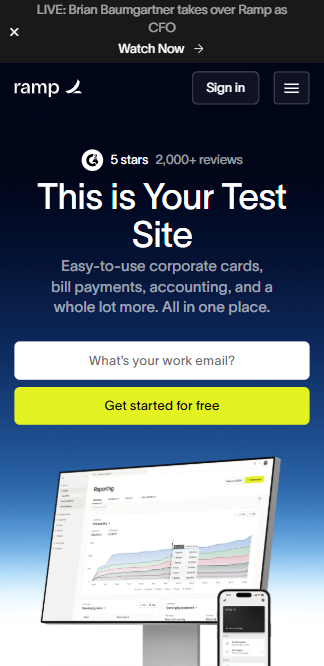 LIVE: Brian Baumgartner takes over Ramp as
CFO
Watch Now →
ramp
Sign in
5 stars 2,000+ reviews
This is Your Test
Site
Easy-to-use corporate cards,
bill payments, accounting, and a
whole lot more. All in one place.
What's your work email?
Get started for free
Reporting